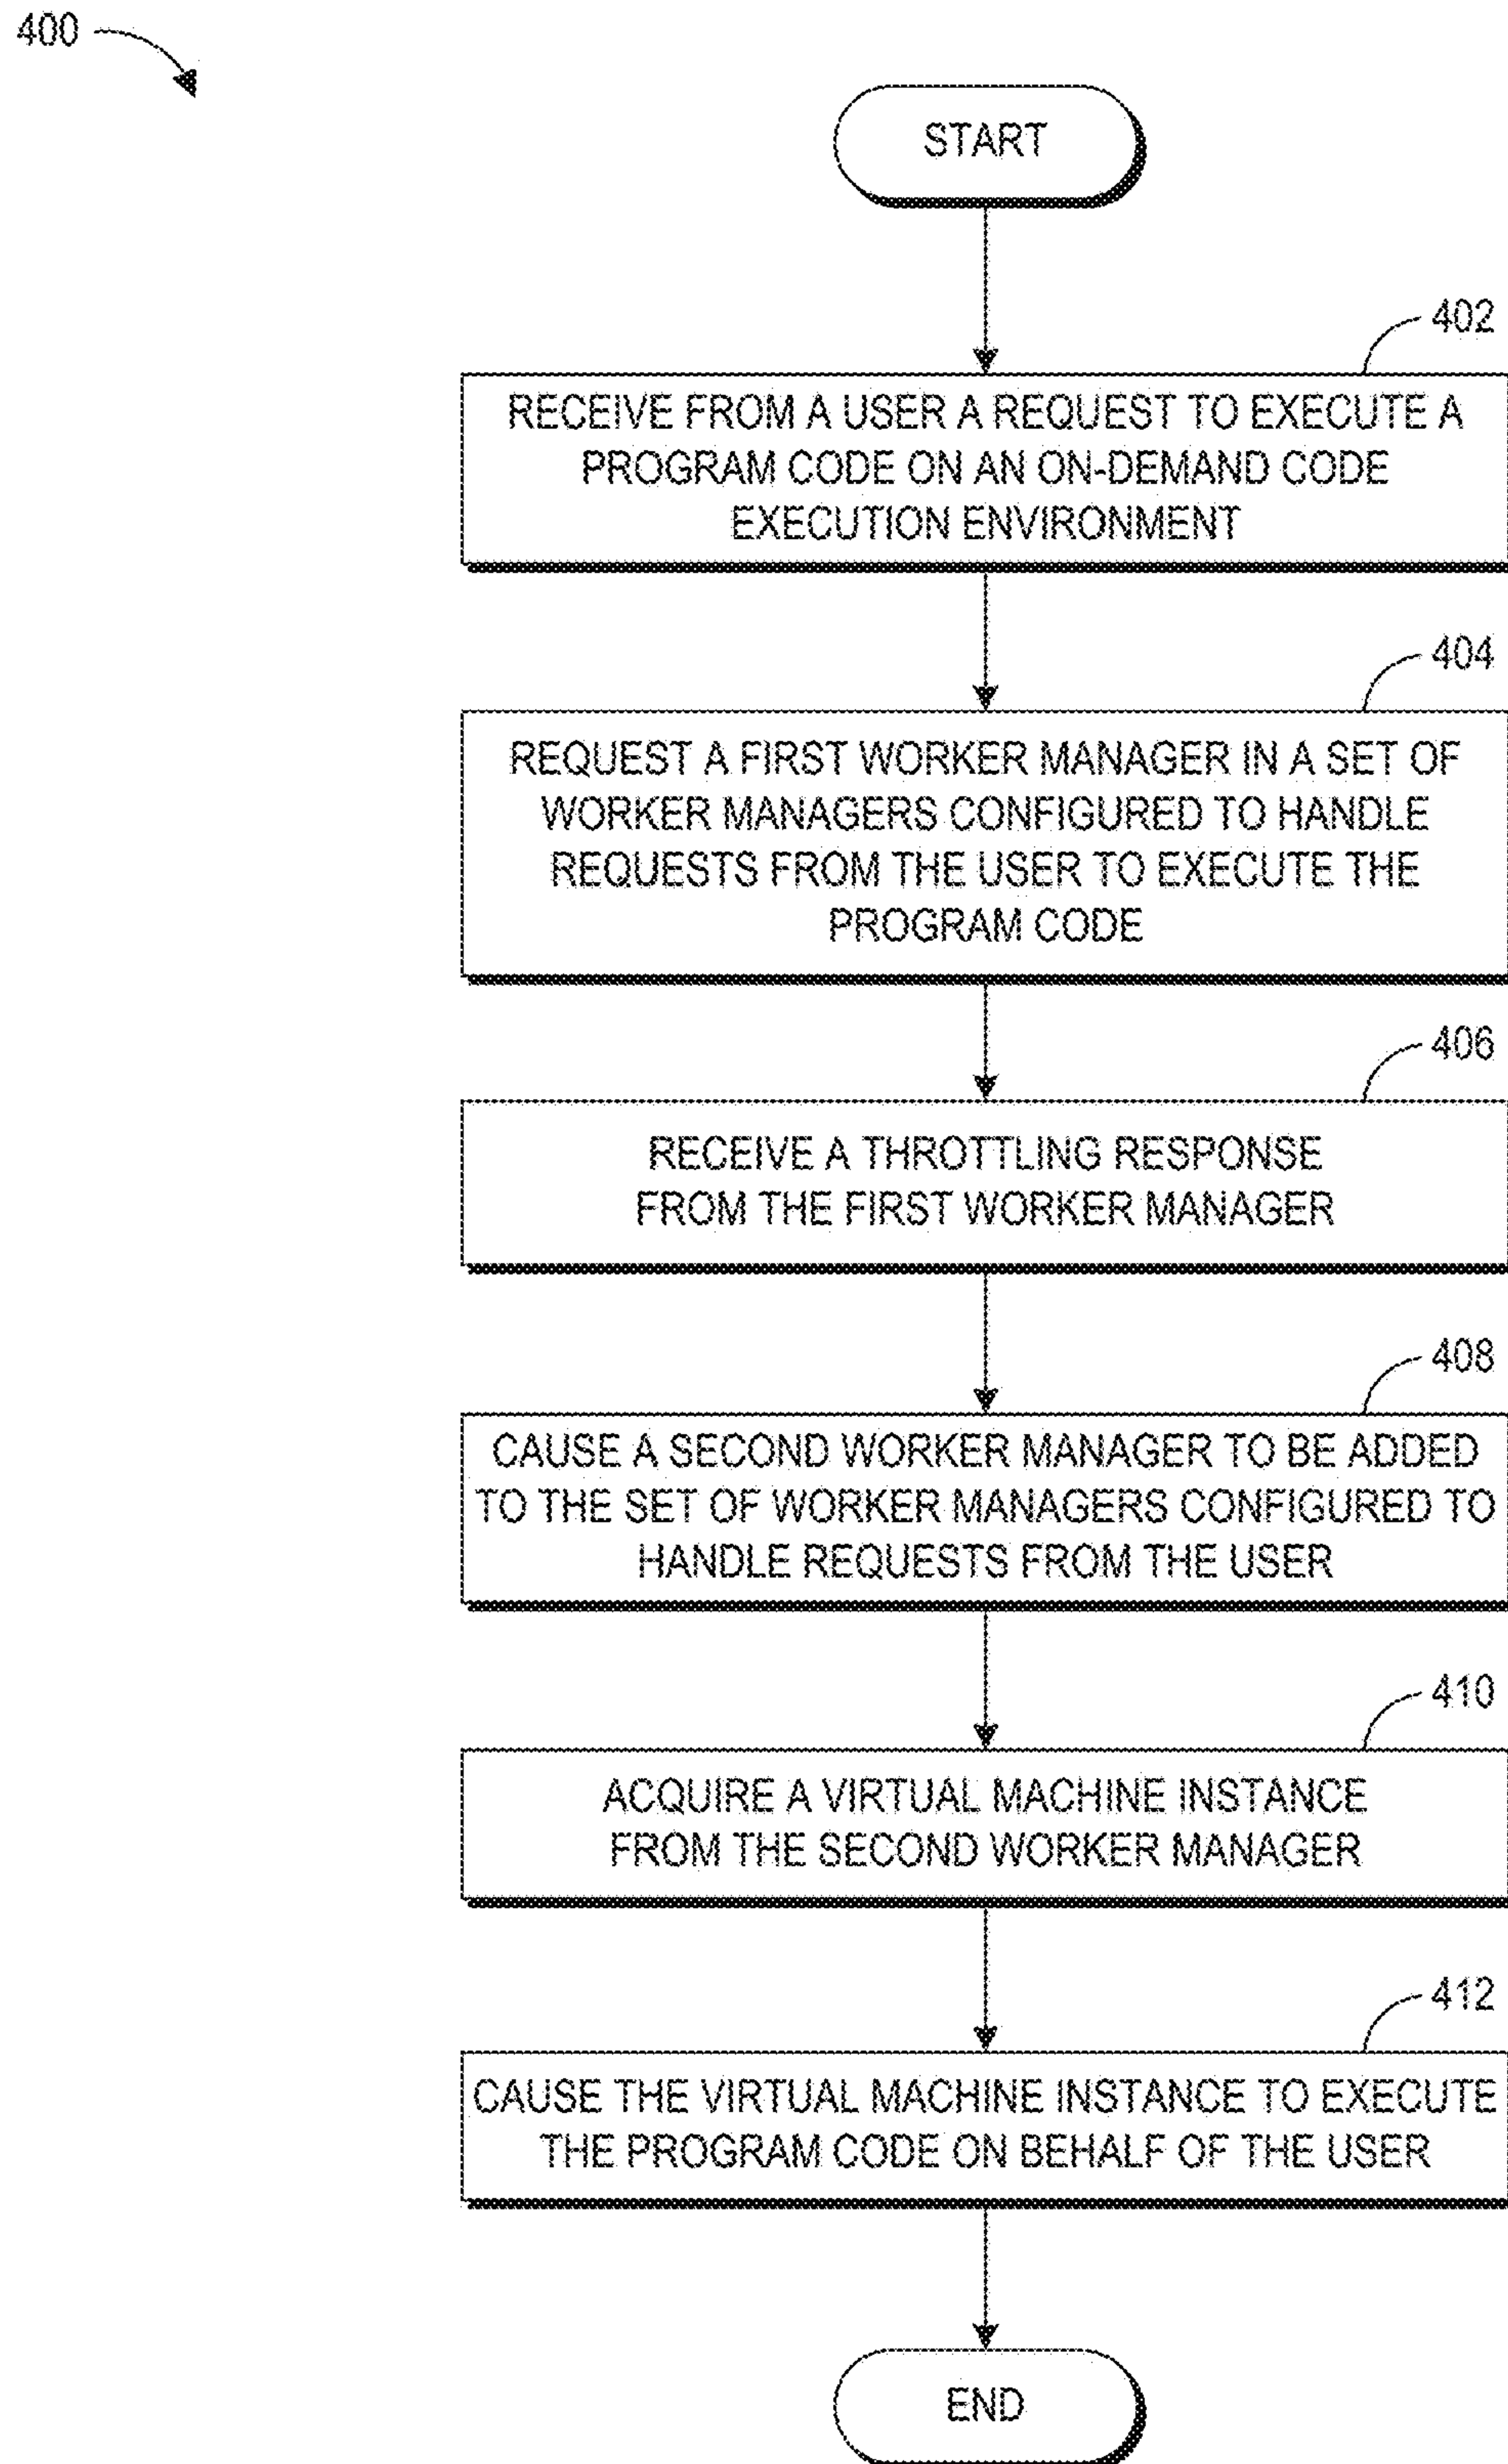 400
START
402
RECEIVE FROM A USER A REQUEST TO EXECUTE A
PROGRAM CODE ON AN ON-DEMAND CODE
EXECUTION ENVIRONMENT
404
REQUEST A FIRST WORKER MANAGER IN A SET OF
WORKER MANAGERS CONFIGURED TO HANDLE
REQUESTS FROM THE USER TO EXECUTE THE
PROGRAM CODE
406
RECEIVE A THROTTLING RESPONSE
FROM THE FIRST WORKER MANAGER
408
CAUSE A SECOND WORKER MANAGER TO BE ADDED
TO THE SET OF WORKER MANAGERS CONFIGURED TO
HANDLE REQUESTS FROM THE USER
410
ACQUIRE A VIRTUAL MACHINE INSTANCE
FROM THE SECOND WORKER MANAGER
412
CAUSE THE VIRTUAL MACHINE INSTANCE TO EXECUTE
THE PROGRAM CODE ON BEHALF OF THE USER
END